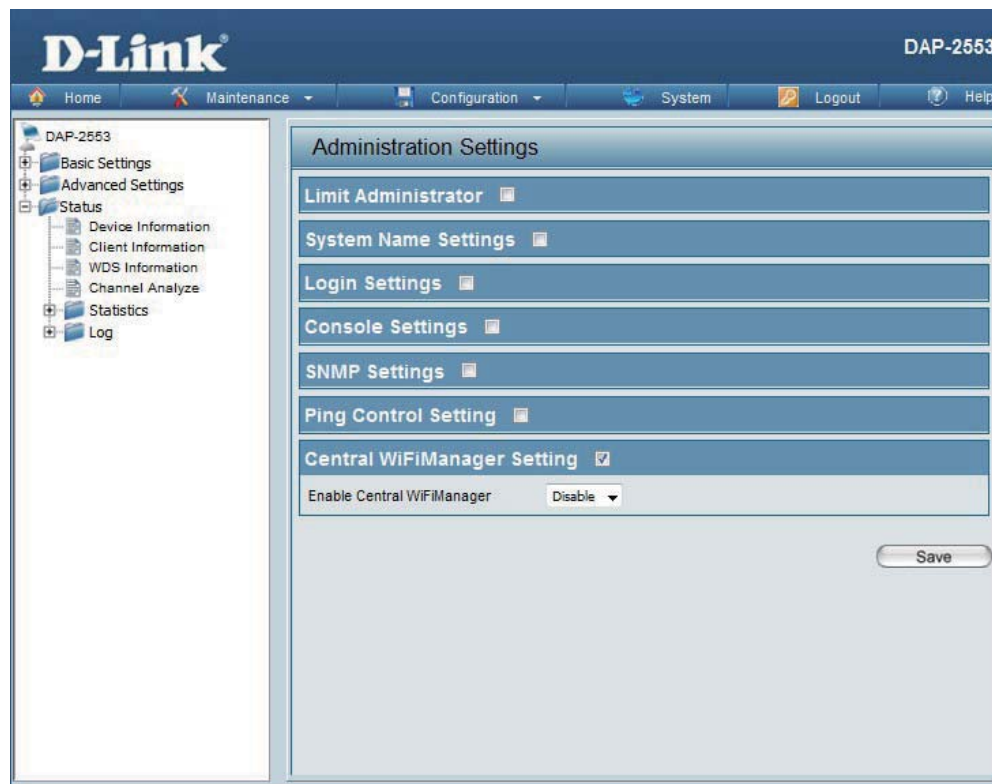 D-Link®
DAP-2553
Home
Maintenance
Configuration
System
Logout
Help
DAP-2553
Basic Settings
Advanced Settings
Status
Device Information
Client Information
WDS Information
Channel Analyze
Statistics
Log
Administration Settings
Limit Administrator
System Name Settings
Login Settings
Console Settings
SNMP Settings
Ping Control Setting
Central WiFiManager Setting
Enable Central WiFiManager Disable
Save